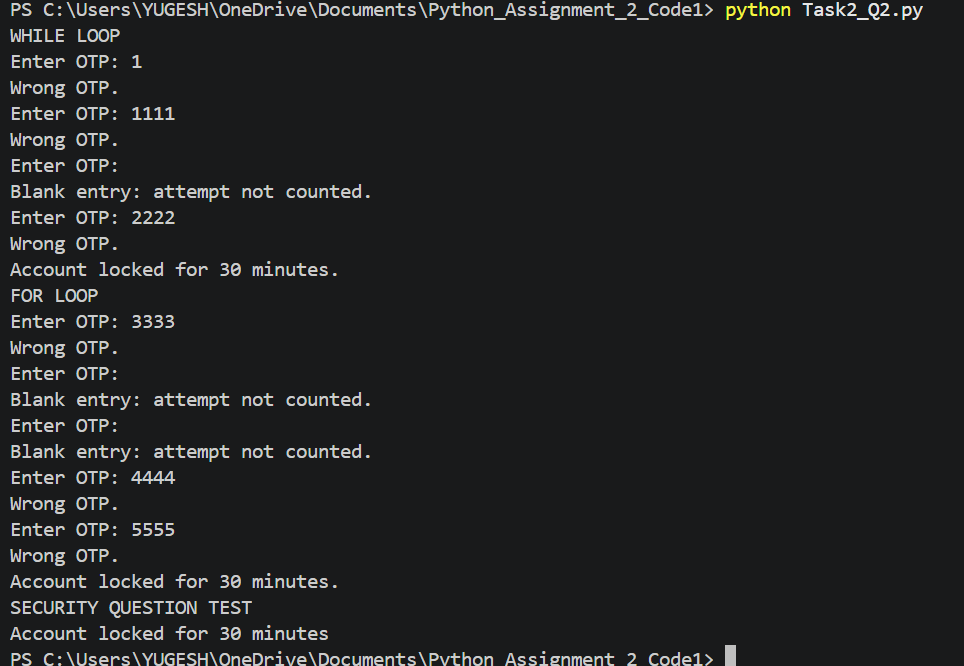 PS C:\Users\YUGESH\OneDrive\Documents\Python_Assignment_2_Code1> python Task2_Q2.py
WHILE LOOP
Enter OTP: 1
Wrong OTP.
Enter OTP: 1111
Wrong OTP.
Enter OTP:
Blank entry: attempt not counted.
Enter OTP: 2222
Wrong OTP.
Account locked for 30 minutes.
FOR LOOP
Enter OTP: 3333
Wrong OTP.
Enter OTP:
Blank entry: attempt not counted.
Enter OTP:
Blank entry: attempt not counted.
Enter OTP: 4444
Wrong OTP.
Enter OTP: 5555
Wrong OTP.
Account locked for 30 minutes.
SECURITY QUESTION TEST
Account locked for 30 minutes
PS C:\Users\YUGESH\OneDrive\Documents\Python_Assignment_2_Code1>